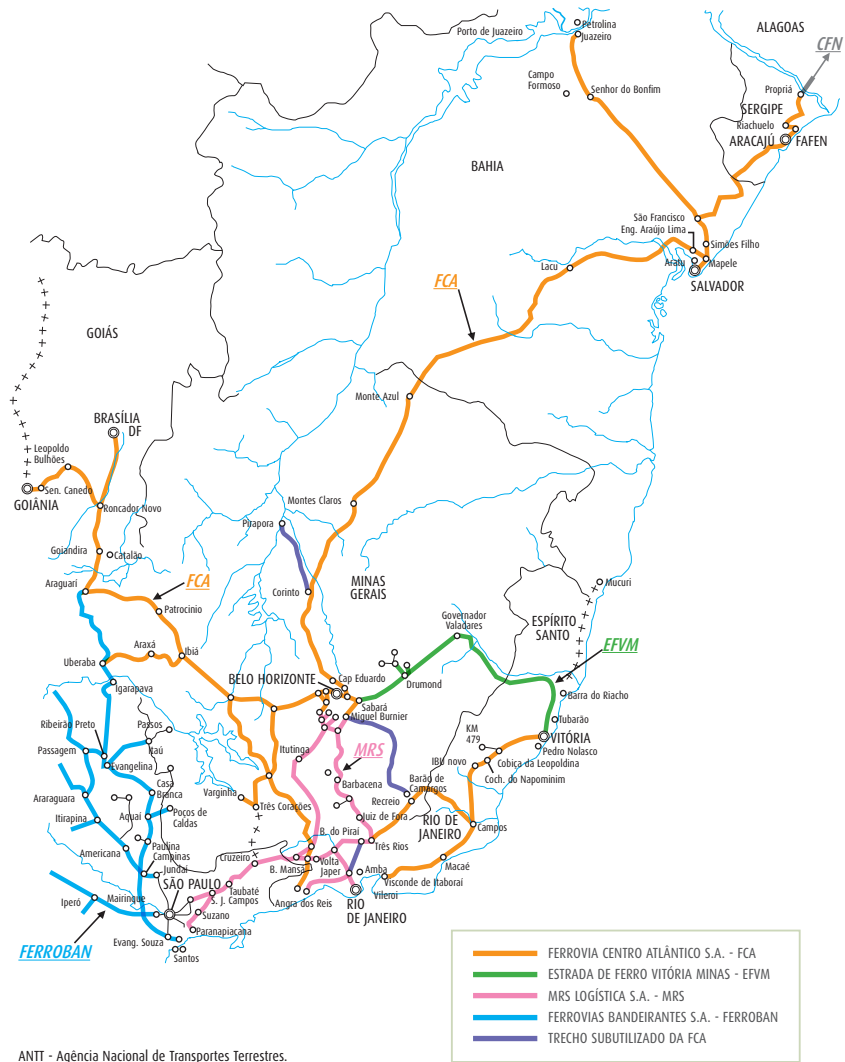 Petrolina
Porto de Juazeiro
Juazeiro
ALAGOAS
CFN
Campo
Formoso
Senhor do Bonfim
Propriá
SERGIPE
Riachuelo
ARACAJÚ
FAFEN
BAHIA
São Francisco
Eng. Araújo Lima
Simões Filho
Lacu
Aratu
Mapele
SALVADOR
FCA
GOIÁS
Monte Azul
BRASÍLIA
DF
Leopoldo
Bulhões
Sen. Canedo
GOIÂNIA
Roncador Novo
Montes Claros
Pirapora
Goiandira
Catalão
Araguarí
FCA
Corinto
MINAS
GERAIS
Mucuri
Patrocinio
Governador
Valadares
ESPÍRITO
SANTO
EFVM
Araxá
Ibiá
Uberaba
BELO HORIZONTE
Cap Eduardo
Drumond
Igarapava
Sabará
Barra do Riacho
Miguel Burnier
Tubarão
Ribeirão Preto
Passos
KM
479
VITÓRIA
Pedro Nolasco
Passagem
Itaú
Itutinga
MRS
IBU novo
Cobiça da Leopoldina
Evangelina
Barbacena
Barão de
Camargos
Coch. do Napominim
Casa
Branca
Varginha
Araraguara
Três Corações
Recreio
Itirapina
Aquaí
Poços de
Caldas
Juiz de Fora
RIO DE
JANEIRO
Campos
B. do Piraí
Três Rios
Americana
Paulina
Campinas
Cruzeiro
Volta
Jundaí
B. Mansa
Japer
Amba
Macaé
SÃO PAULO
Taubaté
Visconde de Itaboraí
Mairinque
S. J. Campos
Vileroi
Iperó
Suzano
Angra dos Reis
RIO
DE JANEIRO
Paranapiaçana
FERROBAN
Evang. Souza
Santos
FERROVIA CENTRO ATLÂNTICO S.A. - FCA
ESTRADA DE FERRO VITÓRIA MINAS - EFVM
MRS LOGÍSTICA S.A. - MRS
FERROVIAS BANDEIRANTES S.A. - FERROBAN
TRECHO SUBUTILIZADO DA FCA
ANTT - Agência Nacional de Transportes Terrestres.